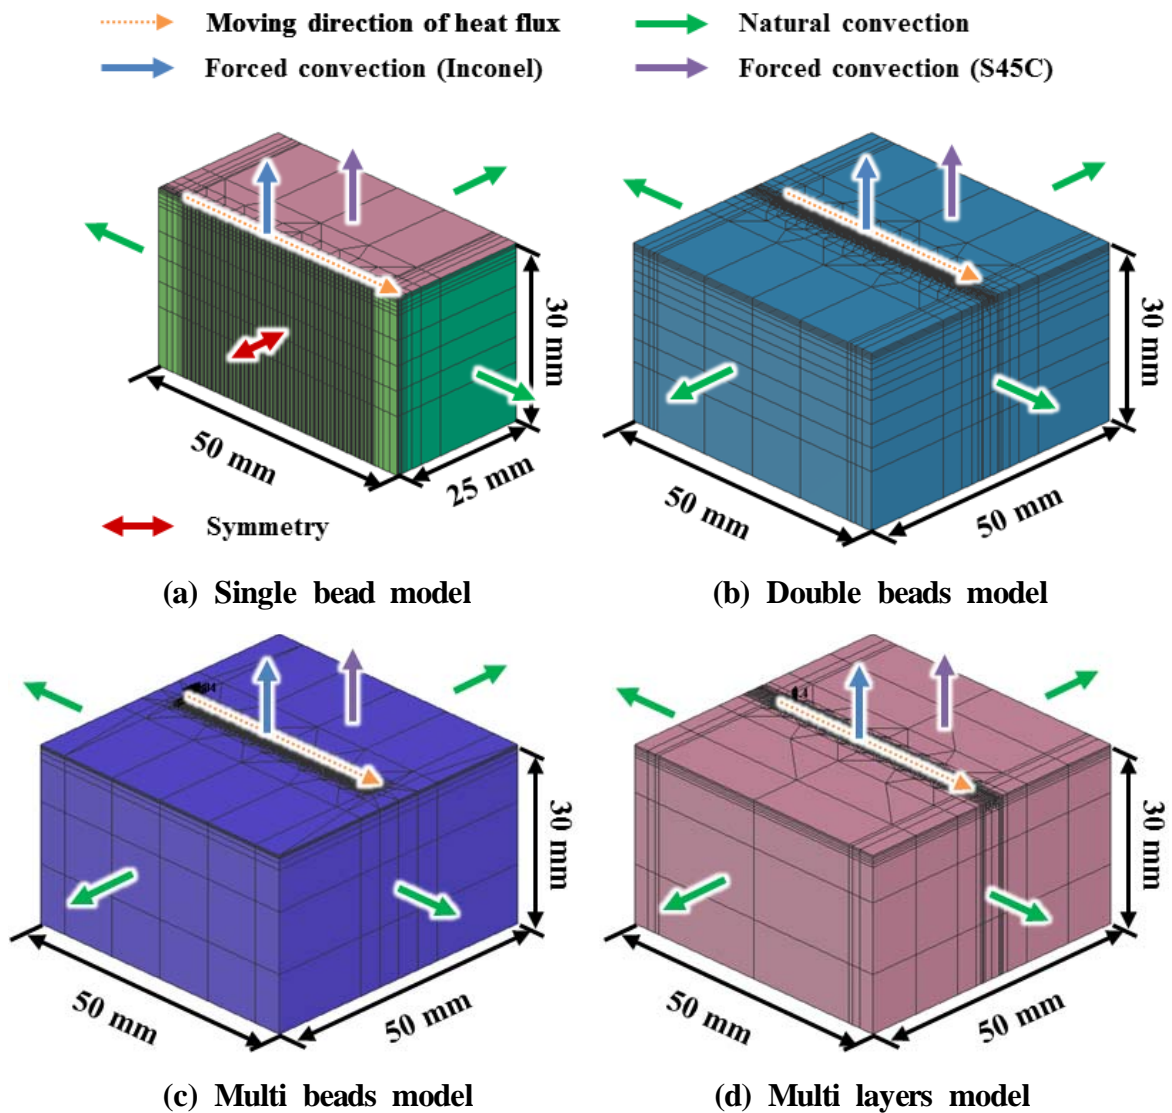 Moving direction of heat flux
Natural convection
Forced convection (Inconel)
Forced convection (S45C)
30 mm
50 mm
25 mm
Symmetry
(a) Single bead model
30 mm
50 mm
50 mm
(b) Double beads model
30 mm
50 mm
50 mm
(c) Multi beads model
30 mm
50 mm
50 mm
(d) Multi layers model